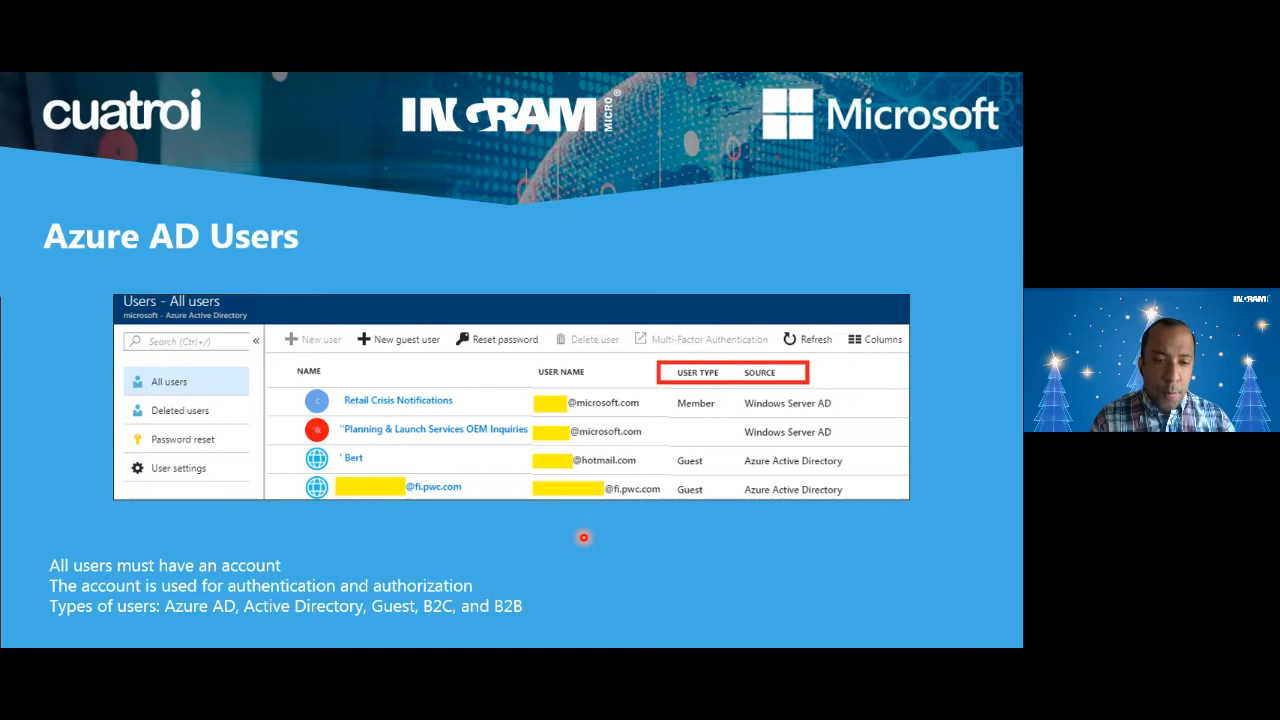 cuatroi
INGRAM MICRO®
Microsoft
Azure AD Users
Users - All users
microsoft - Azure Active Directory
Search (Ctrl+/)
«
New user
New guest user
Reset password
Delete user
Multi-Factor Authentication
Refresh
Columns
All users
Deleted users
Password reset
User settings
NAME USER NAME USER TYPE SOURCE
C Retail Crisis Notifications @microsoft.com Member Windows Server AD
"Planning & Launch Services OEM Inquiries @microsoft.com Windows Server AD
' Bert @hotmail.com Guest Azure Active Directory
@fi.pwc.com @fi.pwc.com Guest Azure Active Directory
All users must have an account
The account is used for authentication and authorization
Types of users: Azure AD, Active Directory, Guest, B2C, and B2B
INGRAM